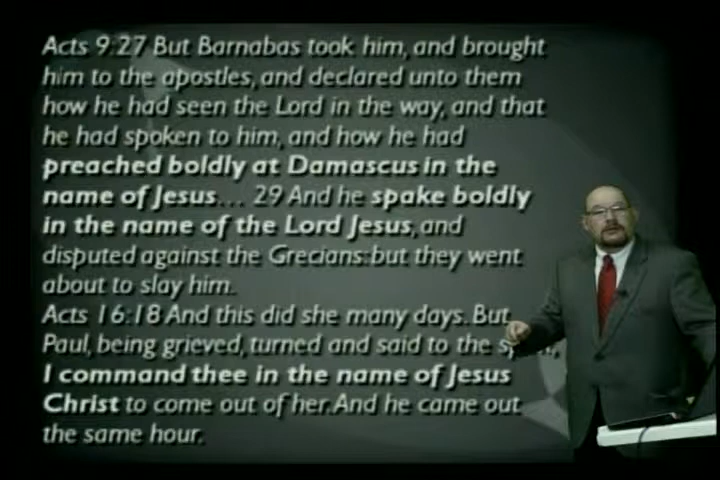 Acts 9:27 But Barnabas took him, and brought
him to the apostles, and declared unto them
how he had seen the Lord in the way, and that
he had spoken to him, and how he had
preached boldly at Damascus in the
name of Jesus... 29 And he spake boldly
in the name of the Lord Jesus, and
disputed against the Grecians: but they went
about to slay him.
Acts 16:18 And this did she many days. But
Paul, being grieved, turned and said to the
I command thee in the name of Jesus
Christ to come out of her. And he came out
the same hour.